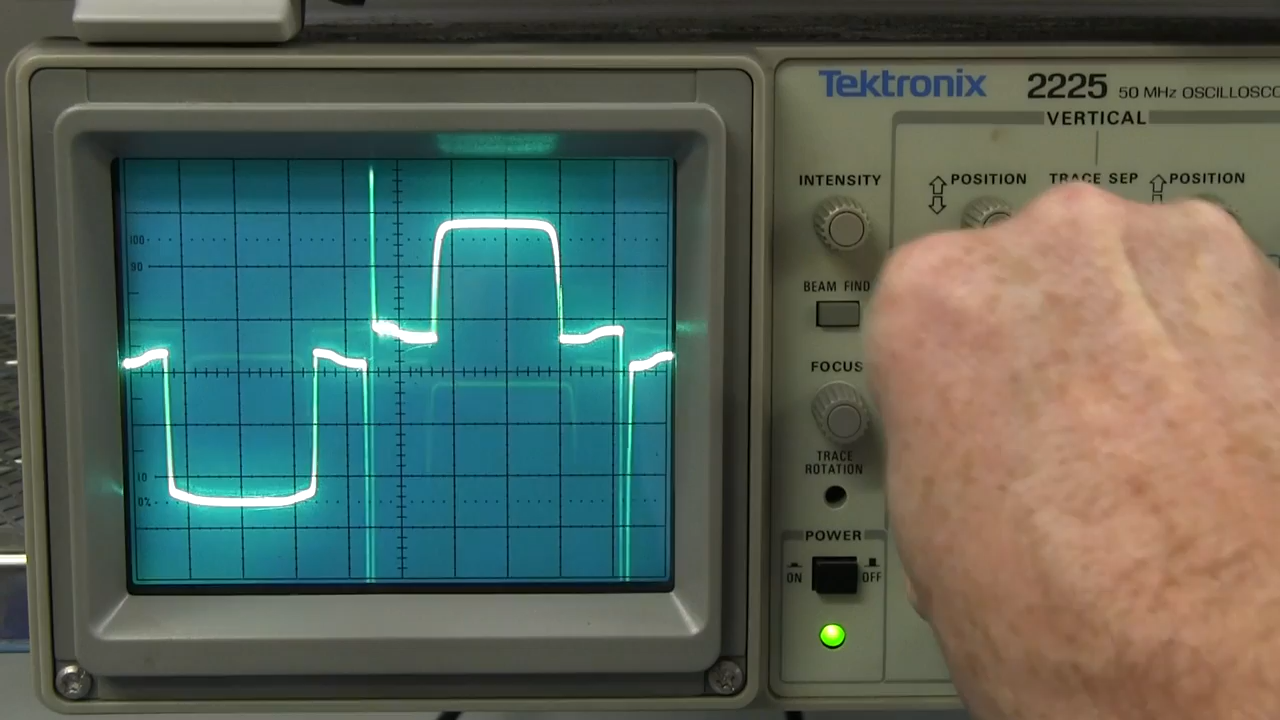 Tektronix 2225 50 MHz OSCILLOSCO
VERTICAL
INTENSITY
POSITION TRACE SEP POSITION
BEAM FIND
FOCUS
TRACE
ROTATION
POWER
ON OFF
100
90
10
0%